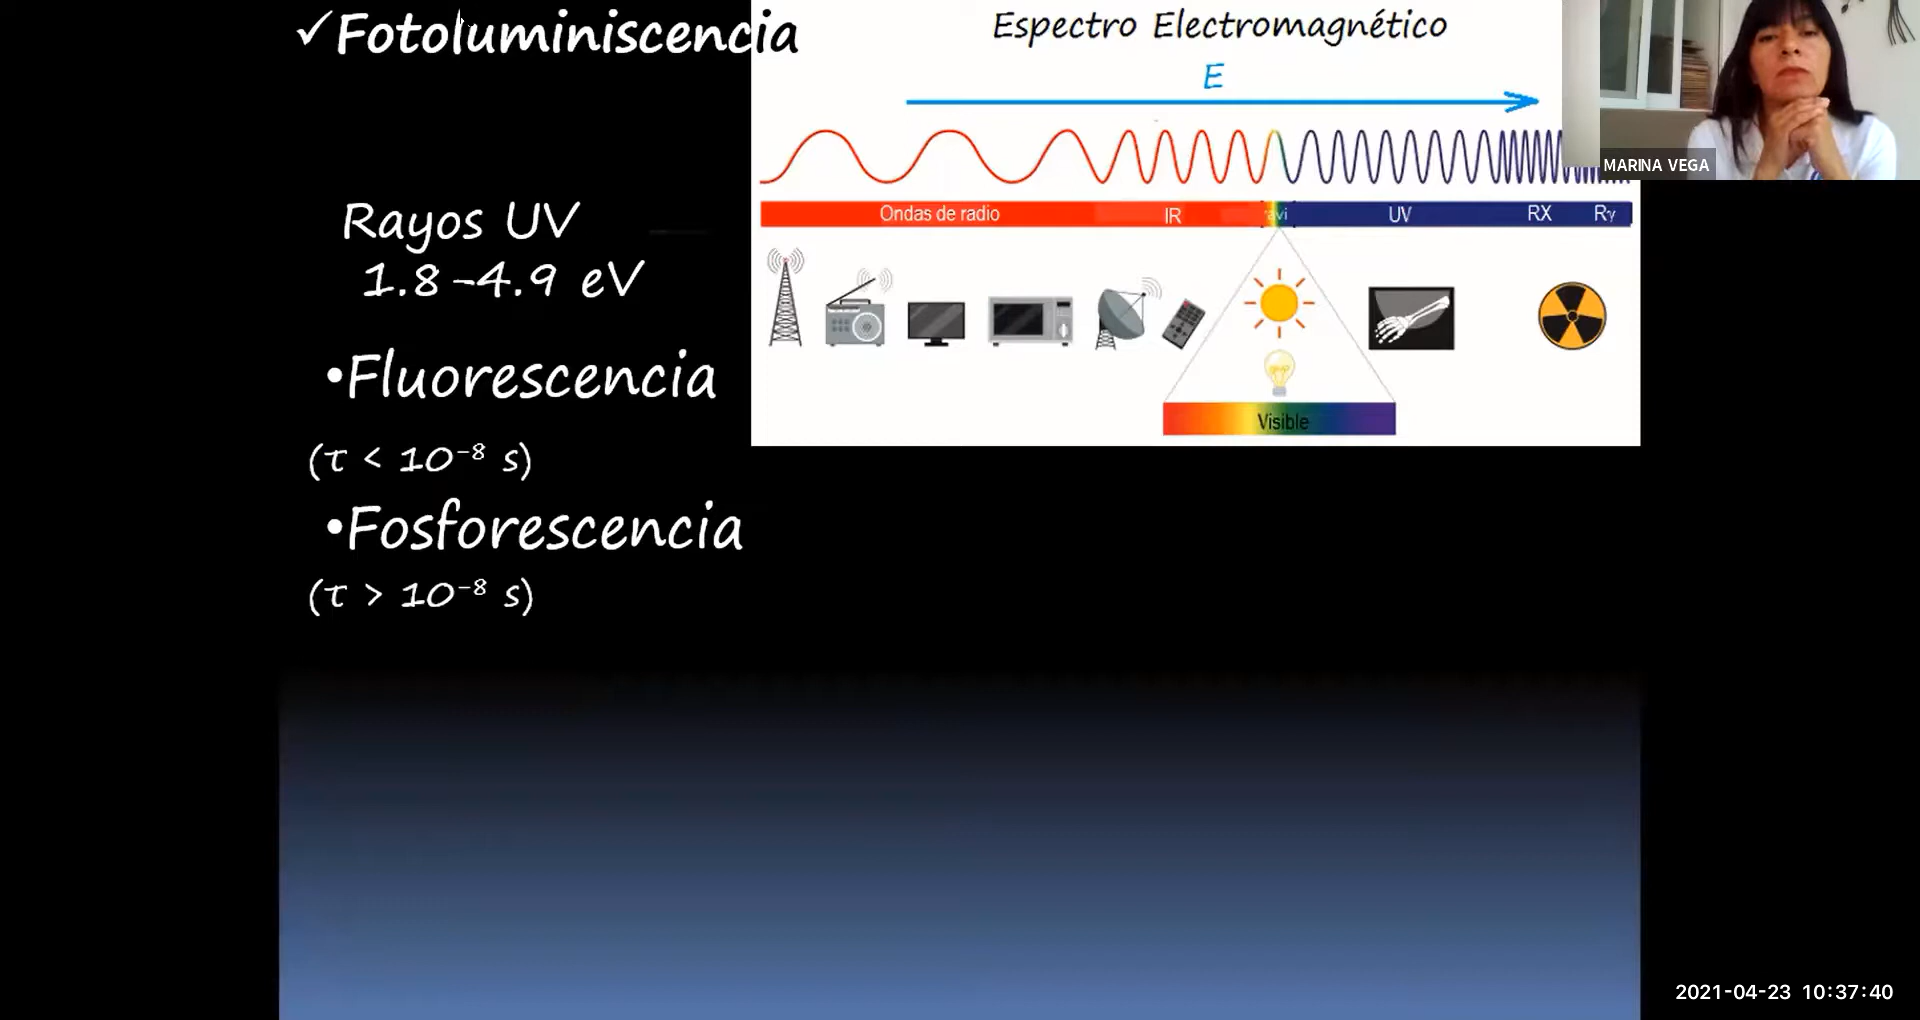 ✓Fotoluminiscencia
Rayos UV
1.8-4.9 eV
•Fluorescencia
(τ < 10⁻⁸ s)
•Fosforescencia
(τ > 10⁻⁸ s)
Espectro Electromagnético
E
Ondas de radio IR UV RX Rγ
Visible
MARINA VEGA
2021-04-23 10:37:40